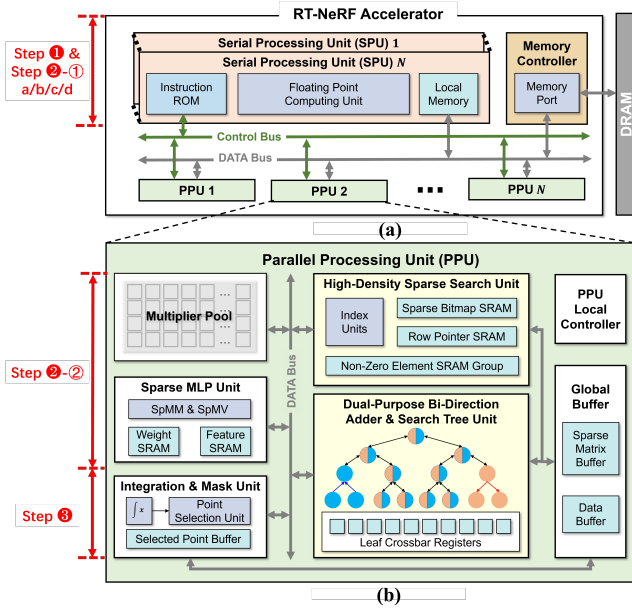 RT-NeRF Accelerator
Step ❶ &
Step ❷-①
a/b/c/d
Serial Processing Unit (SPU) 1
Serial Processing Unit (SPU) N
Instruction
ROM
Floating Point
Computing Unit
Local
Memory
Memory
Controller
Memory
Port
DRAM
Control Bus
DATA Bus
PPU 1
PPU 2
...
PPU N
(a)
Parallel Processing Unit (PPU)
Step ❷-②
Step ❸
Multiplier Pool
...
...
...
...
Sparse MLP Unit
SpMM & SpMV
Weight
SRAM
Feature
SRAM
Integration & Mask Unit
∫x
Point
Selection Unit
Selected Point Buffer
DATA Bus
High-Density Sparse Search Unit
Index
Units
Sparse Bitmap SRAM
Row Pointer SRAM
Non-Zero Element SRAM Group
Dual-Purpose Bi-Direction
Adder & Search Tree Unit
Leaf Crossbar Registers
PPU
Local
Controller
Global
Buffer
Sparse
Matrix
Buffer
Data
Buffer
(b)